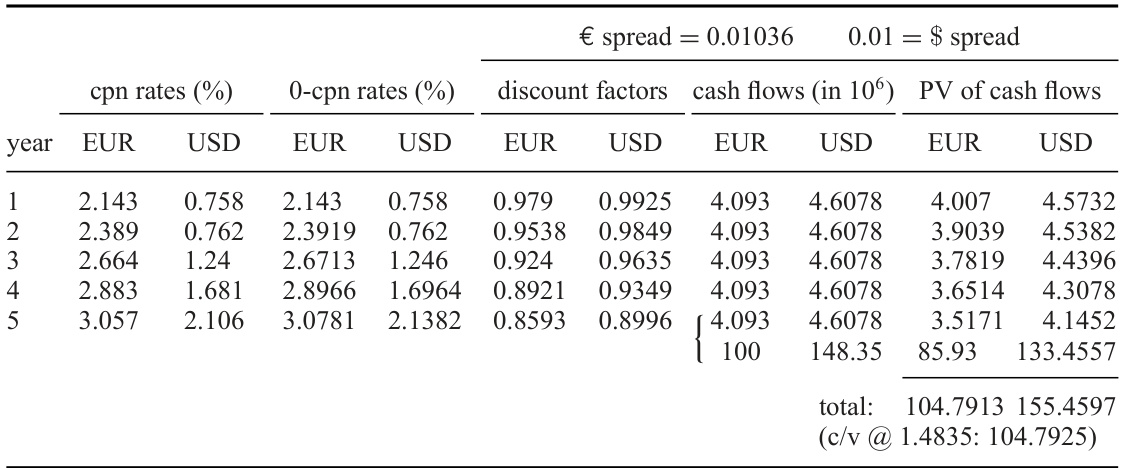 € spread = 0.01036 0.01 = $ spread
cpn rates (%) 0-cpn rates (%) discount factors cash flows (in 10⁶) PV of cash flows
year EUR USD EUR USD EUR USD EUR USD EUR USD
1 2.143 0.758 2.143 0.758 0.979 0.9925 4.093 4.6078 4.007 4.5732
2 2.389 0.762 2.3919 0.762 0.9538 0.9849 4.093 4.6078 3.9039 4.5382
3 2.664 1.24 2.6713 1.246 0.924 0.9635 4.093 4.6078 3.7819 4.4396
4 2.883 1.681 2.8966 1.6964 0.8921 0.9349 4.093 4.6078 3.6514 4.3078
5 3.057 2.106 3.0781 2.1382 0.8593 0.8996 { 4.093 4.6078 3.5171 4.1452
100 148.35 85.93 133.4557
total: 104.7913 155.4597
(c/v @ 1.4835: 104.7925)